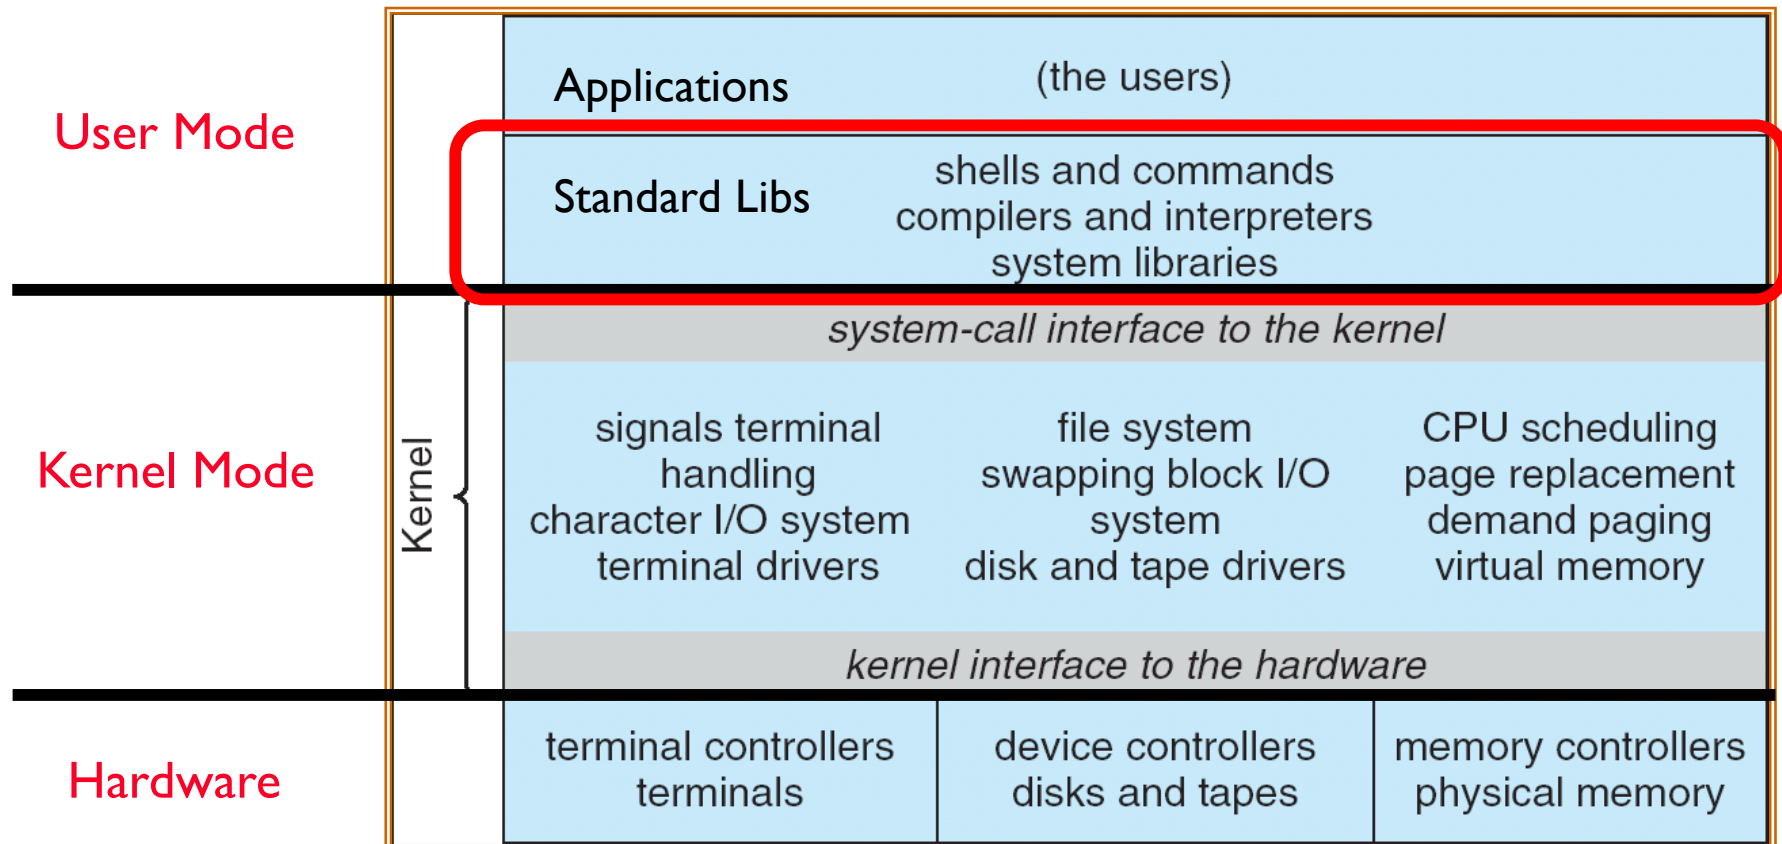 User Mode
Applications
(the users)
Standard Libs
shells and commands
compilers and interpreters
system libraries
Kernel Mode
Kernel
system-call interface to the kernel
signals terminal
handling
character I/O system
terminal drivers
file system
swapping block I/O
system
disk and tape drivers
CPU scheduling
page replacement
demand paging
virtual memory
kernel interface to the hardware
Hardware
terminal controllers
terminals
device controllers
disks and tapes
memory controllers
physical memory